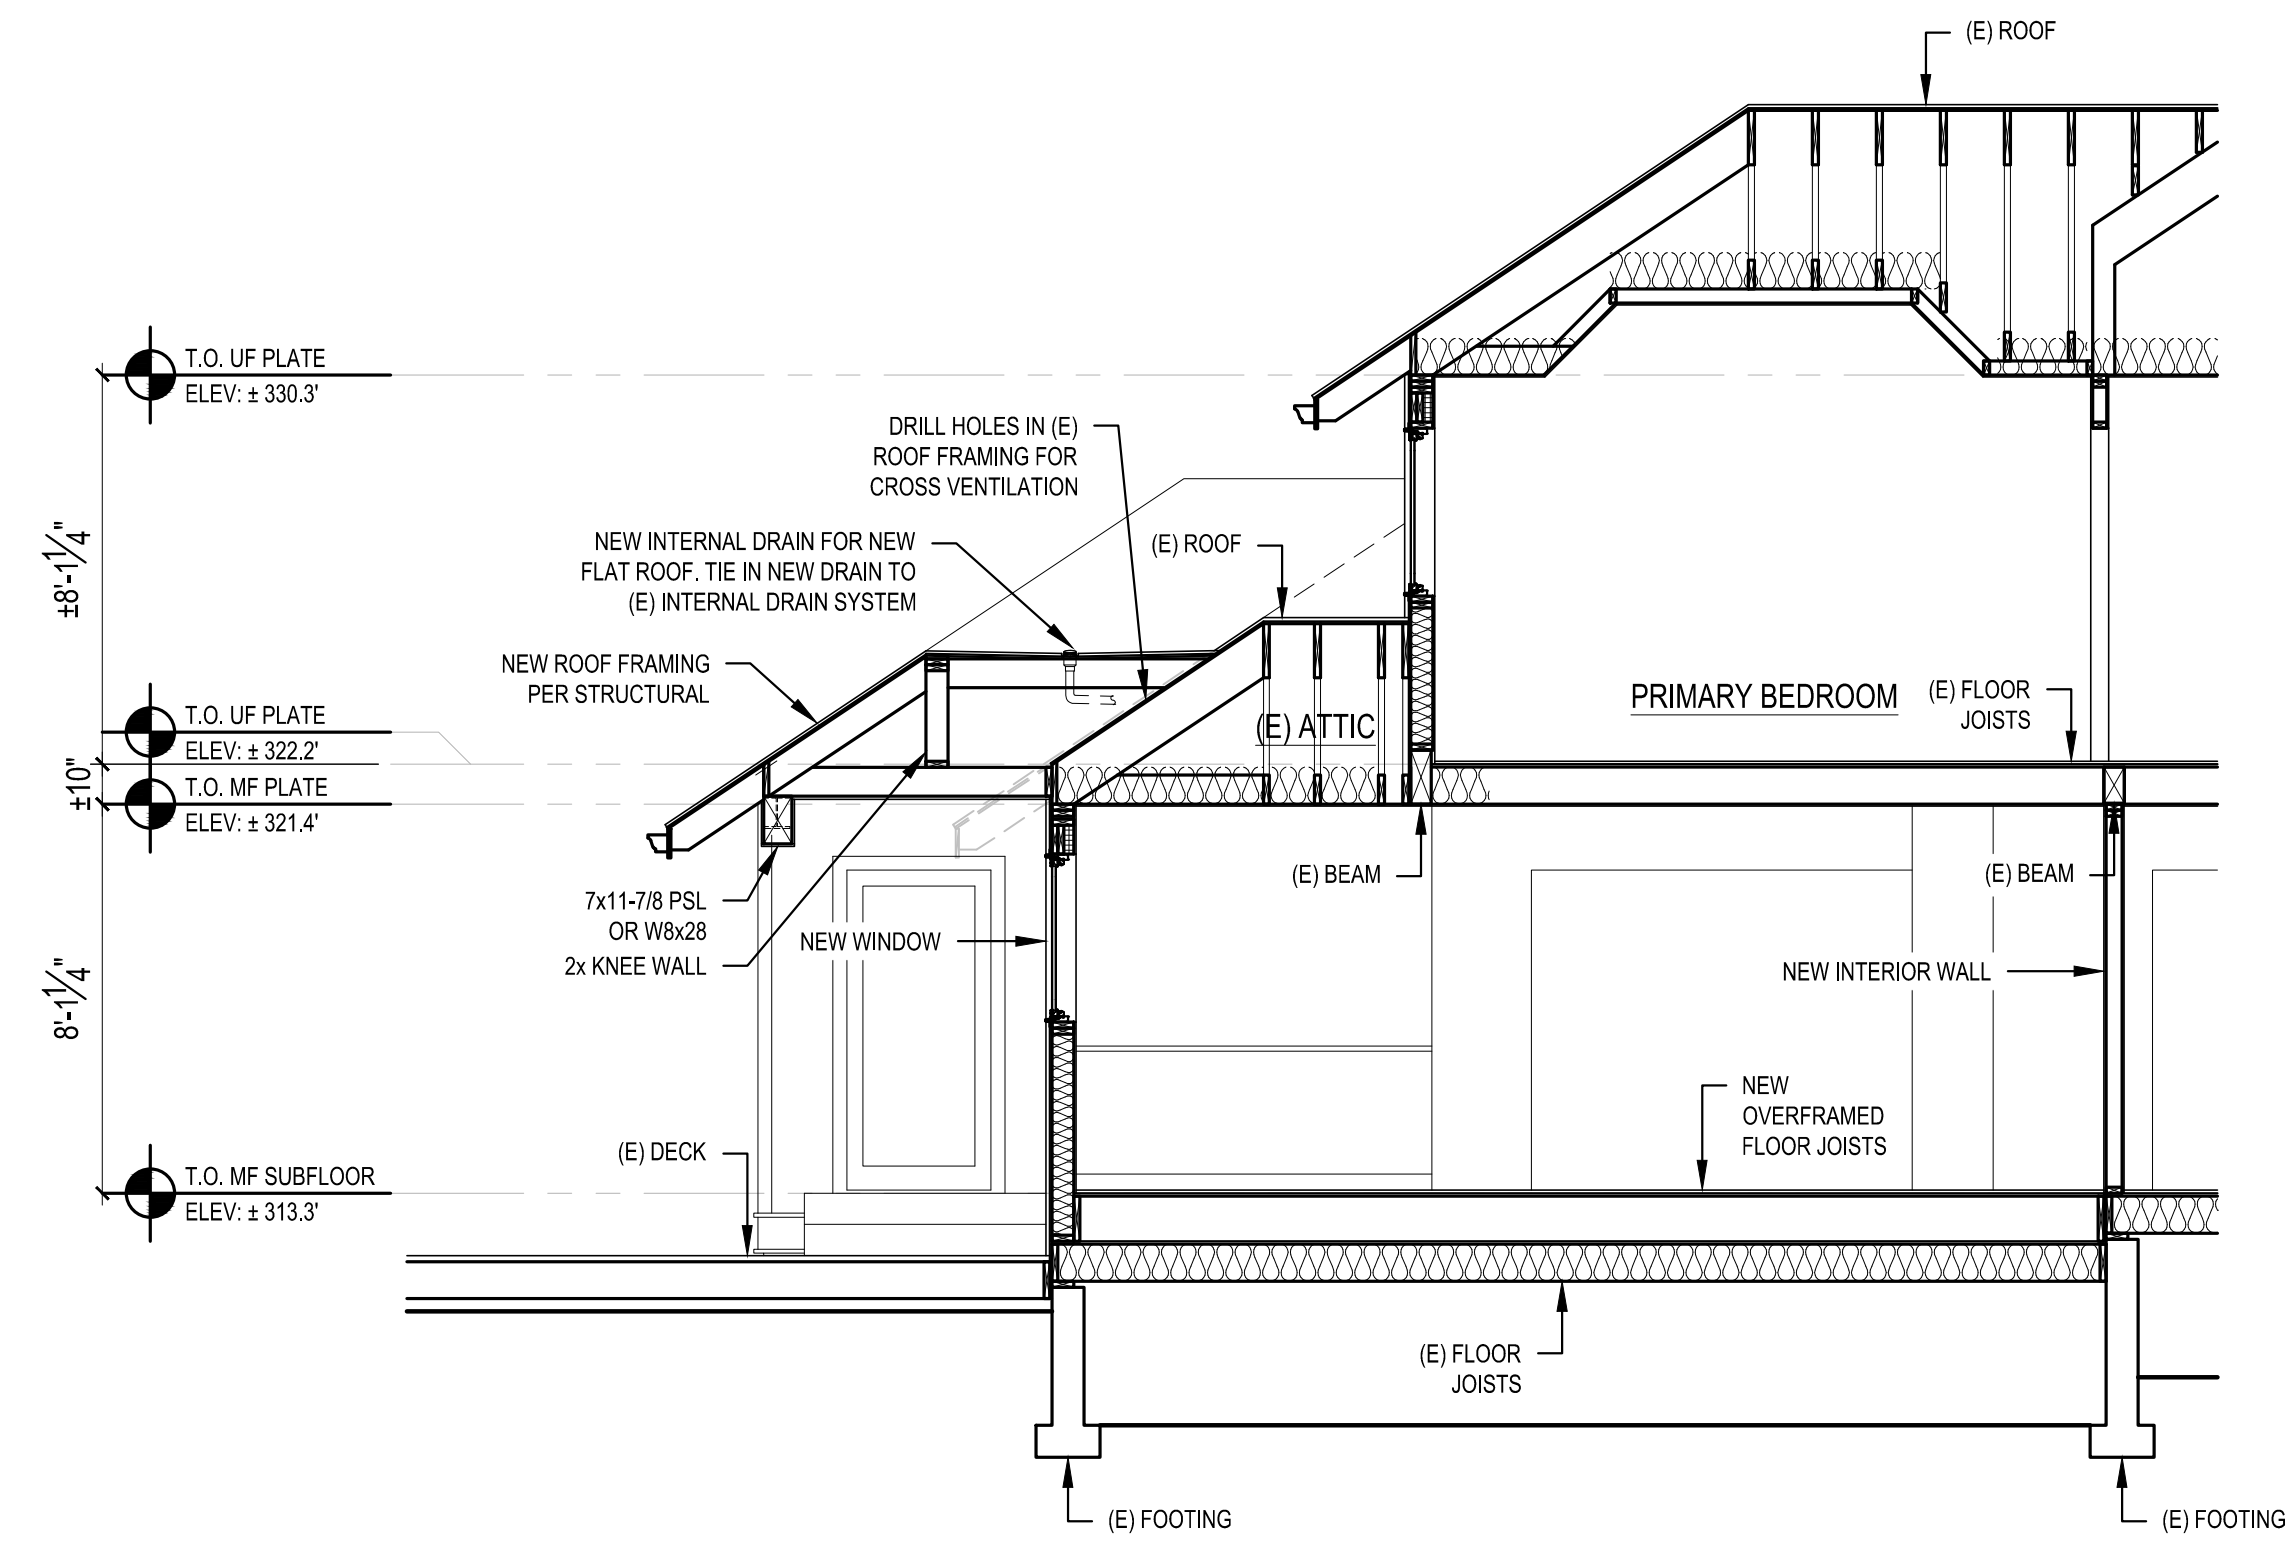 (E) ROOF
T.O. UF PLATE
ELEV: ± 330.3'
DRILL HOLES IN (E)
ROOF FRAMING FOR
CROSS VENTILATION
±8'-1 1/4"
NEW INTERNAL DRAIN FOR NEW
FLAT ROOF. TIE IN NEW DRAIN TO
(E) INTERNAL DRAIN SYSTEM
(E) ROOF
NEW ROOF FRAMING
PER STRUCTURAL
PRIMARY BEDROOM
(E) FLOOR
JOISTS
(E) ATTIC
T.O. UF PLATE
ELEV: ± 322.2'
±10"
T.O. MF PLATE
ELEV: ± 321.4'
(E) BEAM
(E) BEAM
7x11-7/8 PSL
OR W8x28
2x KNEE WALL
NEW WINDOW
NEW INTERIOR WALL
8'-1 1/4"
NEW
OVERFRAMED
FLOOR JOISTS
(E) DECK
T.O. MF SUBFLOOR
ELEV: ± 313.3'
(E) FLOOR
JOISTS
(E) FOOTING
(E) FOOTING